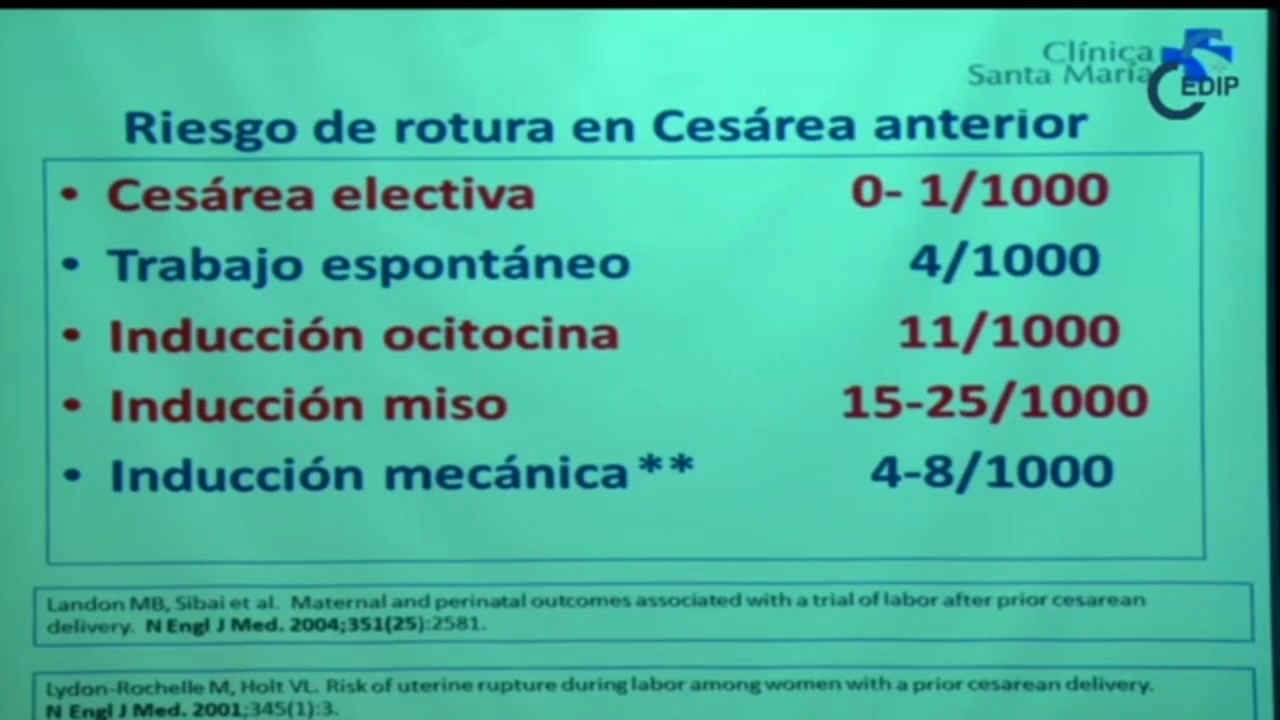 Clínica
Santa María
CEDIP
Riesgo de rotura en Cesárea anterior
• Cesárea electiva 0- 1/1000
• Trabajo espontáneo 4/1000
• Inducción ocitocina 11/1000
• Inducción miso 15-25/1000
• Inducción mecánica** 4-8/1000
Landon MB, Sibai et al. Maternal and perinatal outcomes associated with a trial of labor after prior cesarean
delivery. N Engl J Med. 2004;351(25):2581.
Lydon-Rochelle M, Holt VL. Risk of uterine rupture during labor among women with a prior cesarean delivery.
N Engl J Med. 2001;345(1):3.